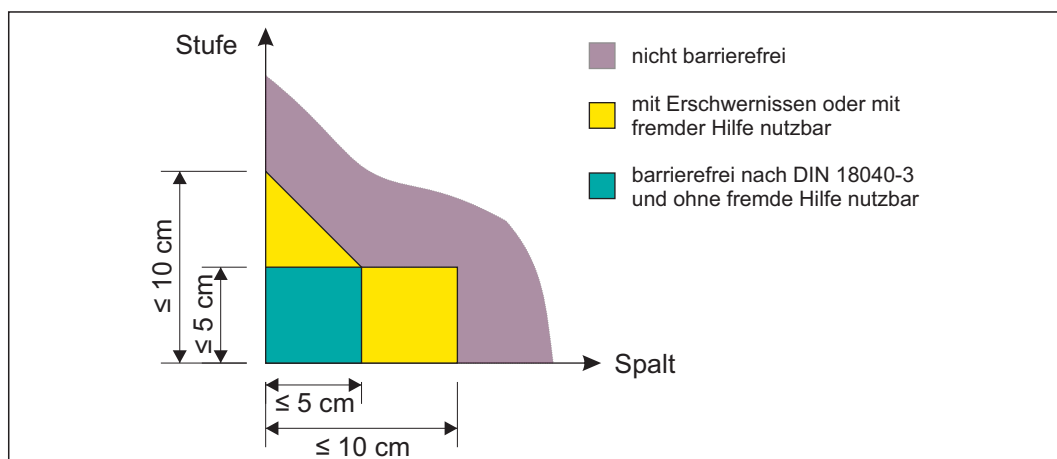 Stufe
nicht barrierefrei
mit Erschwernissen oder mit
fremder Hilfe nutzbar
barrierefrei nach DIN 18040-3
und ohne fremde Hilfe nutzbar
≤ 10 cm
≤ 5 cm
Spalt
≤ 5 cm
≤ 10 cm